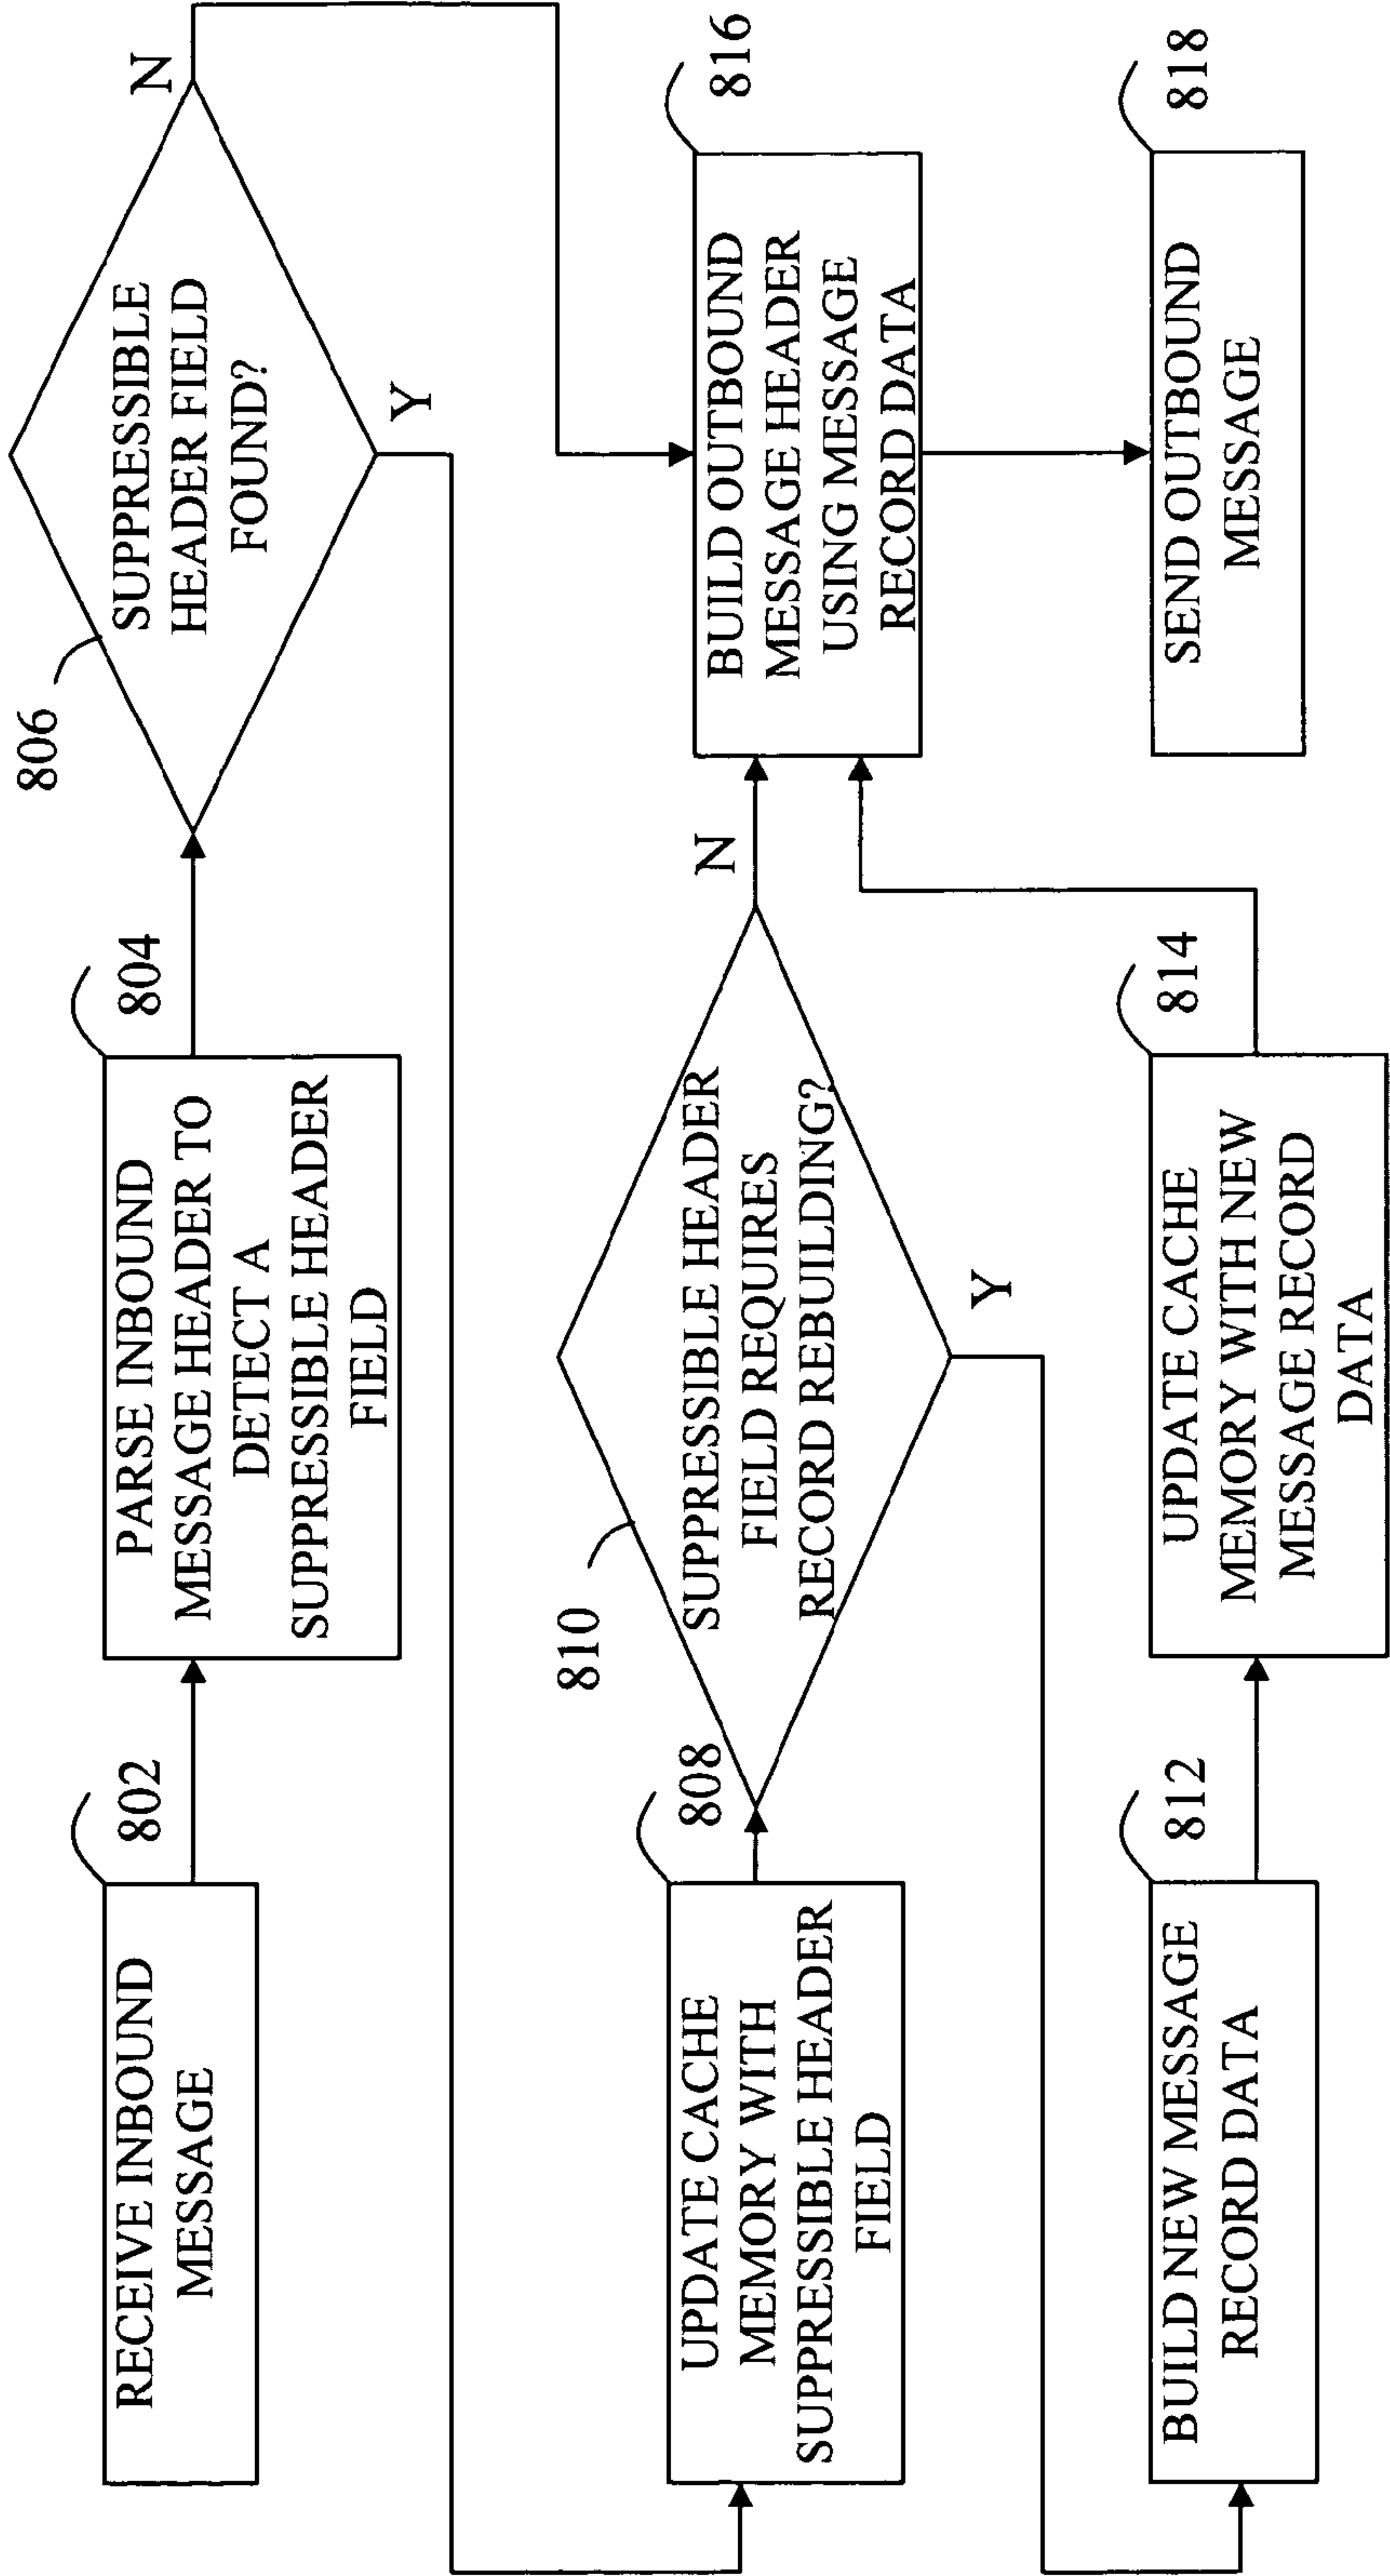 RECEIVE INBOUND
MESSAGE
802
PARSE INBOUND
MESSAGE HEADER TO
DETECT A
SUPPRESSIBLE HEADER
FIELD
804
SUPPRESSIBLE
HEADER FIELD
FOUND?
806
N
Y
UPDATE CACHE
MEMORY WITH
SUPPRESSIBLE HEADER
FIELD
808
SUPPRESSIBLE HEADER
FIELD REQUIRES
RECORD REBUILDING?
810
N
Y
BUILD OUTBOUND
MESSAGE HEADER
USING MESSAGE
RECORD DATA
816
BUILD NEW MESSAGE
RECORD DATA
812
UPDATE CACHE
MEMORY WITH NEW
MESSAGE RECORD
DATA
814
SEND OUTBOUND
MESSAGE
818